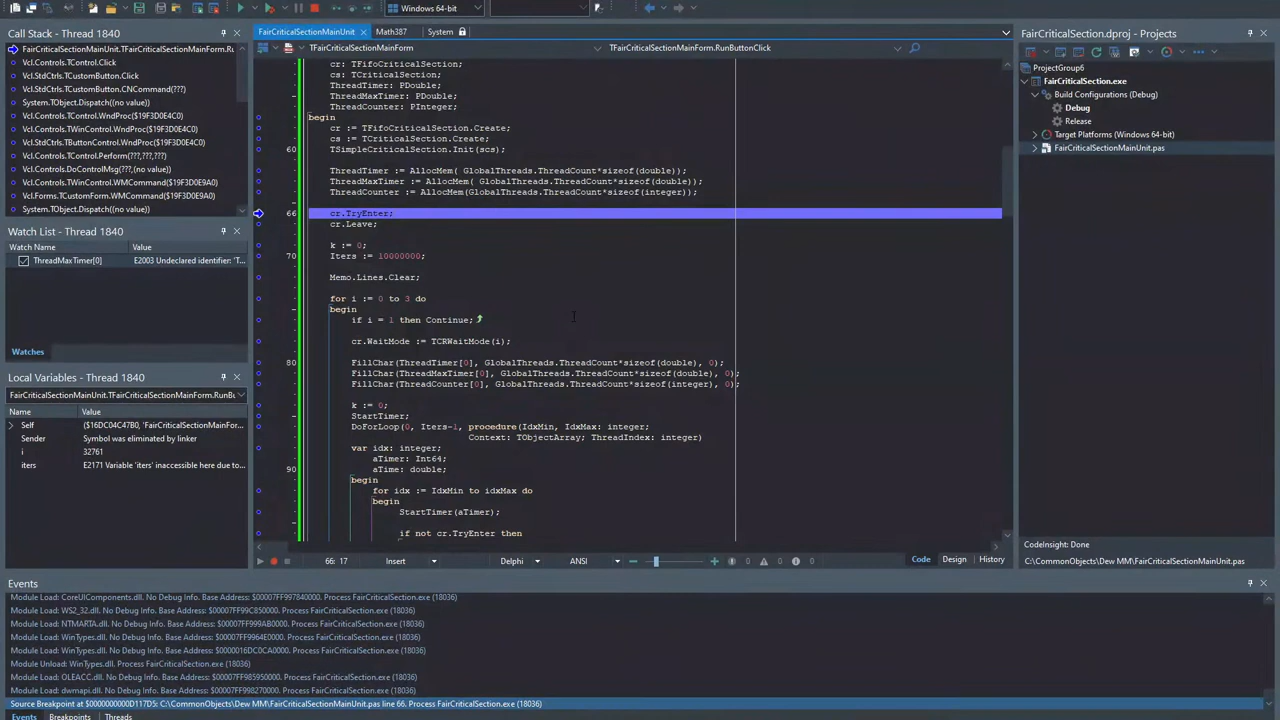 Windows 64-bit
Call Stack - Thread 1840
FairCriticalSectionMainUnit.TFairCriticalSectionMainForm.Ru
Vcl.Controls.TControl.Click
Vcl.StdCtrls.TCustomButton.Click
Vcl.StdCtrls.TCustomButton.CNCommand(???)
System.TObject.Dispatch((no value))
Vcl.Controls.TControl.WndProc($19F3D0E4C0)
Vcl.Controls.TWinControl.WndProc($19F3D0E4C0)
Vcl.StdCtrls.TButtonControl.WndProc($19F3D0E4C0)
Vcl.Controls.TControl.Perform(???,???,???)
Vcl.Controls.DoControlMsg(???,(no value))
Vcl.Controls.TWinControl.WMCommand($19F3D0E9A0)
Vcl.Forms.TCustomForm.WMCommand($19F3D0E9A0)
System.TObject.Dispatch((no value))
Watch List - Thread 1840
Watch Name Value
ThreadMaxTimer[0] E2003 Undeclared identifier: 'T...
Watches
Local Variables - Thread 1840
FairCriticalSectionMainUnit.TFairCriticalSectionMainForm.RunB
Name Value
Self ($16DC04C47B0, 'FairCriticalSectionMainFor...
Sender Symbol was eliminated by linker
i 32761
iters E2171 Variable 'iters' inaccessible here due to...
FairCriticalSectionMainUnit Math387 System
TFairCriticalSectionMainForm TFairCriticalSectionMainForm.RunButtonClick
cr: TFifoCriticalSection;
cs: TCriticalSection;
ThreadTimer: PDouble;
ThreadMaxTimer: PDouble;
ThreadCounter: PInteger;
begin
cr := TFifoCriticalSection.Create;
cs := TCriticalSection.Create;
60 TSimpleCriticalSection.Init(scs);
ThreadTimer := AllocMem( GlobalThreads.ThreadCount*sizeof(double));
ThreadMaxTimer := AllocMem( GlobalThreads.ThreadCount*sizeof(double));
ThreadCounter := AllocMem(GlobalThreads.ThreadCount*sizeof(integer));
66 cr.TryEnter;
cr.Leave;
k := 0;
70 Iters := 10000000;
Memo.Lines.Clear;
for i := 0 to 3 do
begin
if i = 1 then Continue;
cr.WaitMode := TCRWaitMode(i);
80 FillChar(ThreadTimer[0], GlobalThreads.ThreadCount*sizeof(double), 0);
FillChar(ThreadMaxTimer[0], GlobalThreads.ThreadCount*sizeof(double), 0);
FillChar(ThreadCounter[0], GlobalThreads.ThreadCount*sizeof(integer), 0);
k := 0;
StartTimer;
DoForLoop(0, Iters-1, procedure(IdxMin, IdxMax: integer;
Context: TObjectArray; ThreadIndex: integer)
var idx: integer;
aTimer: Int64;
90 aTime: double;
begin
for idx := IdxMin to idxMax do
begin
StartTimer(aTimer);
if not cr.TryEnter then
66: 17 Insert Delphi ANSI 0 0 0 Code Design History
FairCriticalSection.dproj - Projects
ProjectGroup6
FairCriticalSection.exe
Build Configurations (Debug)
Debug
Release
Target Platforms (Windows 64-bit)
FairCriticalSectionMainUnit.pas
CodeInsight: Done
C:\CommonObjects\Dew MM\FairCriticalSectionMainUnit.pas
Events
Module Load: CoreUIComponents.dll. No Debug Info. Base Address: $00007FF997840000. Process FairCriticalSection.exe (18036)
Module Load: WS2_32.dll. No Debug Info. Base Address: $00007FF99C850000. Process FairCriticalSection.exe (18036)
Module Load: NTMARTA.dll. No Debug Info. Base Address: $00007FF999AB0000. Process FairCriticalSection.exe (18036)
Module Load: WinTypes.dll. No Debug Info. Base Address: $00007FF9964E0000. Process FairCriticalSection.exe (18036)
Module Load: WinTypes.dll. No Debug Info. Base Address: $0000016DC0CA0000. Process FairCriticalSection.exe (18036)
Module Unload: WinTypes.dll. Process FairCriticalSection.exe (18036)
Module Load: OLEACC.dll. No Debug Info. Base Address: $00007FF985950000. Process FairCriticalSection.exe (18036)
Module Load: dwmapi.dll. No Debug Info. Base Address: $00007FF998270000. Process FairCriticalSection.exe (18036)
Source Breakpoint at $0000000000D117D5: C:\CommonObjects\Dew MM\FairCriticalSectionMainUnit.pas line 66. Process FairCriticalSection.exe (18036)
Events Breakpoints Threads